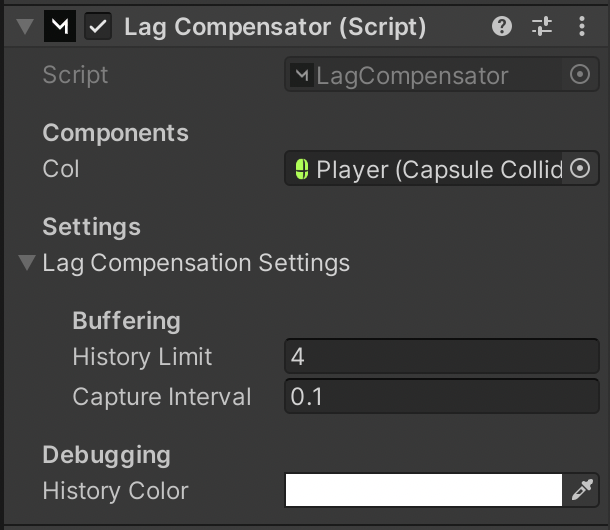 Lag Compensator (Script)
Script LagCompensator
Components
Col Player (Capsule Collid
Settings
Lag Compensation Settings
Buffering
History Limit 4
Capture Interval 0.1
Debugging
History Color